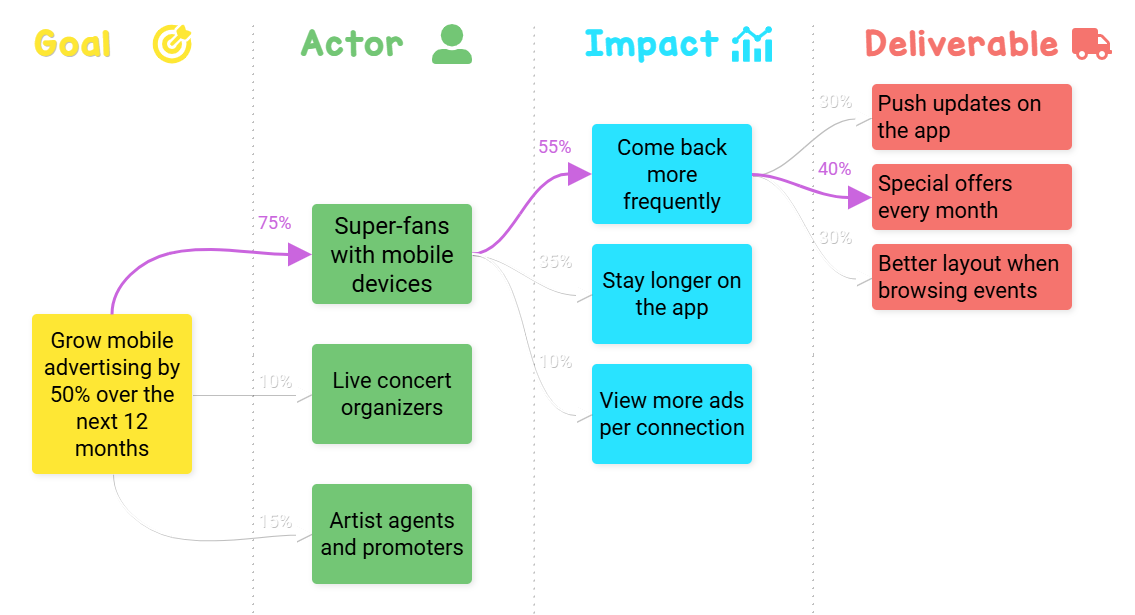 Goal
Actor
Impact
Deliverable
75%
10%
15%
55%
35%
10%
30%
40%
30%
Grow mobile
advertising by
50% over the
next 12
months
Super-fans
with mobile
devices
Live concert
organizers
Artist agents
and promoters
Come back
more
frequently
Stay longer on
the app
View more ads
per connection
Push updates on
the app
Special offers
every month
Better layout when
browsing events